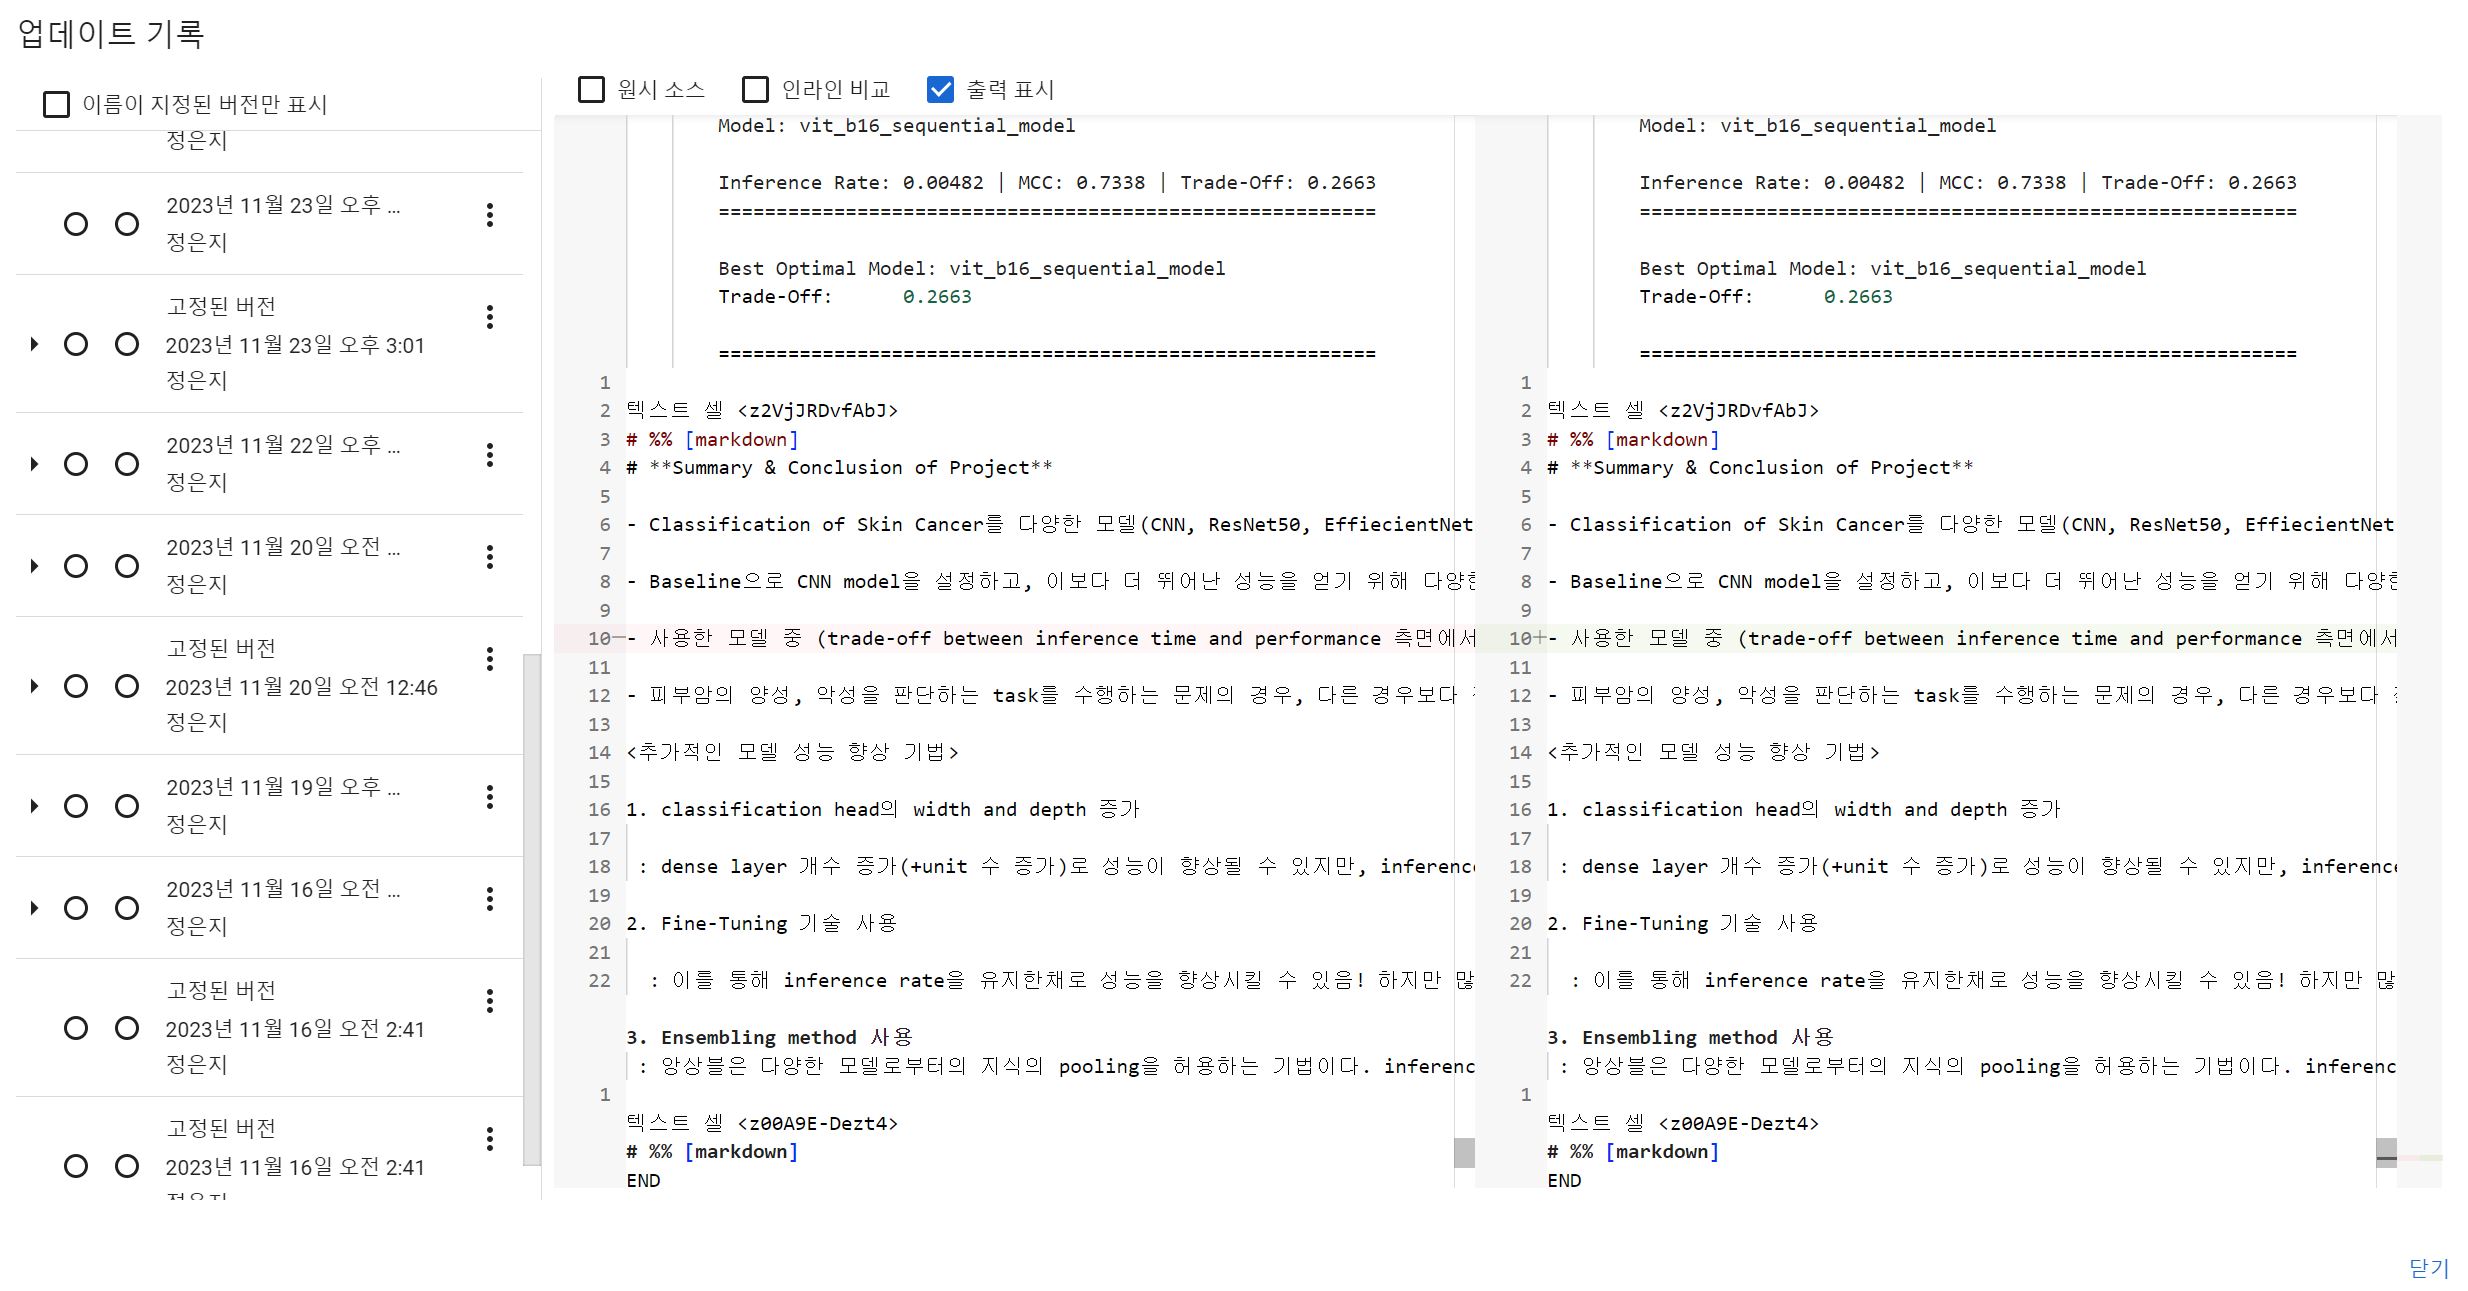 업데이트 기록
이름이 지정된 버전만 표시
정은지
2023년 11월 23일 오후 ...
정은지
고정된 버전
2023년 11월 23일 오후 3:01
정은지
2023년 11월 22일 오후 ...
정은지
2023년 11월 20일 오전 ...
정은지
고정된 버전
2023년 11월 20일 오전 12:46
정은지
2023년 11월 19일 오후 ...
정은지
2023년 11월 16일 오전 ...
정은지
고정된 버전
2023년 11월 16일 오전 2:41
정은지
고정된 버전
2023년 11월 16일 오전 2:41
원시 소스
인라인 비교
출력 표시
Model: vit_b16_sequential_model
Inference Rate: 0.00482 | MCC: 0.7338 | Trade-Off: 0.2663
=========================================================
Best Optimal Model: vit_b16_sequential_model
Trade-Off: 0.2663
=========================================================
1
2 텍스트 셀 <z2VjJRDvfAbJ>
3 # %% [markdown]
4 # **Summary & Conclusion of Project**
5
6 - Classification of Skin Cancer를 다양한 모델(CNN, ResNet50, EffiecientNet
7
8 - Baseline으로 CNN model을 설정하고, 이보다 더 뛰어난 성능을 얻기 위해 다양한
9
10 - 사용한 모델 중 (trade-off between inference time and performance 측면에서
11
12 - 피부암의 양성, 악성을 판단하는 task를 수행하는 문제의 경우, 다른 경우보다
13
14 <추가적인 모델 성능 향상 기법>
15
16 1. classification head의 width and depth 증가
17
18 : dense layer 개수 증가(+unit 수 증가)로 성능이 향상될 수 있지만, inferenc
19
20 2. Fine-Tuning 기술 사용
21
22 : 이를 통해 inference rate을 유지한채로 성능을 향상시킬 수 있음! 하지만 많
3. Ensembling method 사용
: 앙상블은 다양한 모델로부터의 지식의 pooling을 허용하는 기법이다. inferenc
1
텍스트 셀 <z00A9E-Dezt4>
# %% [markdown]
END
Model: vit_b16_sequential_model
Inference Rate: 0.00482 | MCC: 0.7338 | Trade-Off: 0.2663
=========================================================
Best Optimal Model: vit_b16_sequential_model
Trade-Off: 0.2663
=========================================================
1
2 텍스트 셀 <z2VjJRDvfAbJ>
3 # %% [markdown]
4 # **Summary & Conclusion of Project**
5
6 - Classification of Skin Cancer를 다양한 모델(CNN, ResNet50, EffiecientNet
7
8 - Baseline으로 CNN model을 설정하고, 이보다 더 뛰어난 성능을 얻기 위해 다양한
9
10+ - 사용한 모델 중 (trade-off between inference time and performance 측면에서
11
12 - 피부암의 양성, 악성을 판단하는 task를 수행하는 문제의 경우, 다른 경우보다
13
14 <추가적인 모델 성능 향상 기법>
15
16 1. classification head의 width and depth 증가
17
18 : dense layer 개수 증가(+unit 수 증가)로 성능이 향상될 수 있지만, inferenc
19
20 2. Fine-Tuning 기술 사용
21
22 : 이를 통해 inference rate을 유지한채로 성능을 향상시킬 수 있음! 하지만 많
3. Ensembling method 사용
: 앙상블은 다양한 모델로부터의 지식의 pooling을 허용하는 기법이다. inferenc
1
텍스트 셀 <z00A9E-Dezt4>
# %% [markdown]
END
닫기